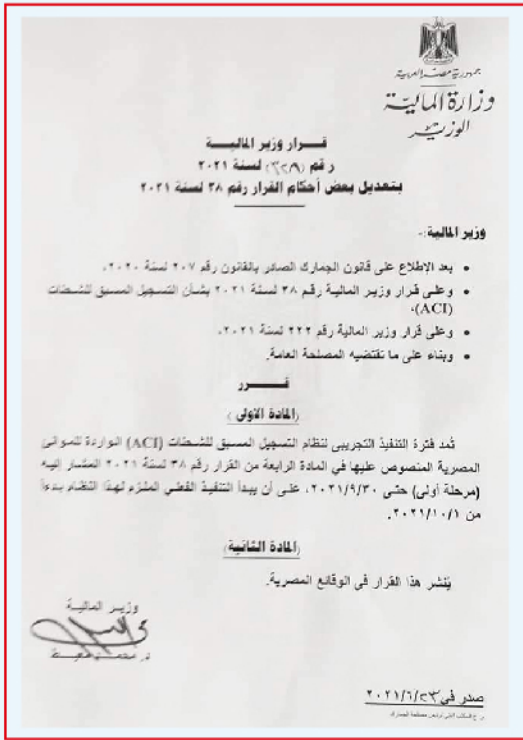 جمهورية مصر العربية
وزارة المالية
الوزير
قرار وزير المالية
رقم (٣٢٩) لسنة ٢٠٢١
بتعديل بعض أحكام القرار رقم ٣٨ لسنة ٢٠٢١
وزير المالية:-
• بعد الإطلاع على قانون الجمارك الصادر بالقانون رقم ٢٠٧ لسنة ٢٠٢٠.
• وعلى قرار وزير المالية رقم ٣٨ لسنة ٢٠٢١ بشأن التسجيل المسبق للشحنات
(ACI)،
• وعلى قرار وزير المالية رقم ٢٢٢ لسنة ٢٠٢١.
• وبناء على ما تقتضيه المصلحة العامة.
قــرر
(المادة الاولى)
تُمد فترة التنفيذ التجريبى لنظام التسجيل المسبق للشحنات (ACI) الواردة للموانئ
المصرية المنصوص عليها في المادة الرابعة من القرار رقم ٣٨ لسنة ٢٠٢١ المشار إليه
(مرحلة أولى) حتى ٢٠٢١/٩/٣٠، على أن يبدأ التنفيذ الفعلي الملزم لهذا النظام بدءاً
من ٢٠٢١/١٠/١.
(المادة الثانية)
يُنشر هذا القرار في الوقائع المصرية.
وزير المالية
د. محمد معيط
صدر في ٢٠٢١/٦/٢٣